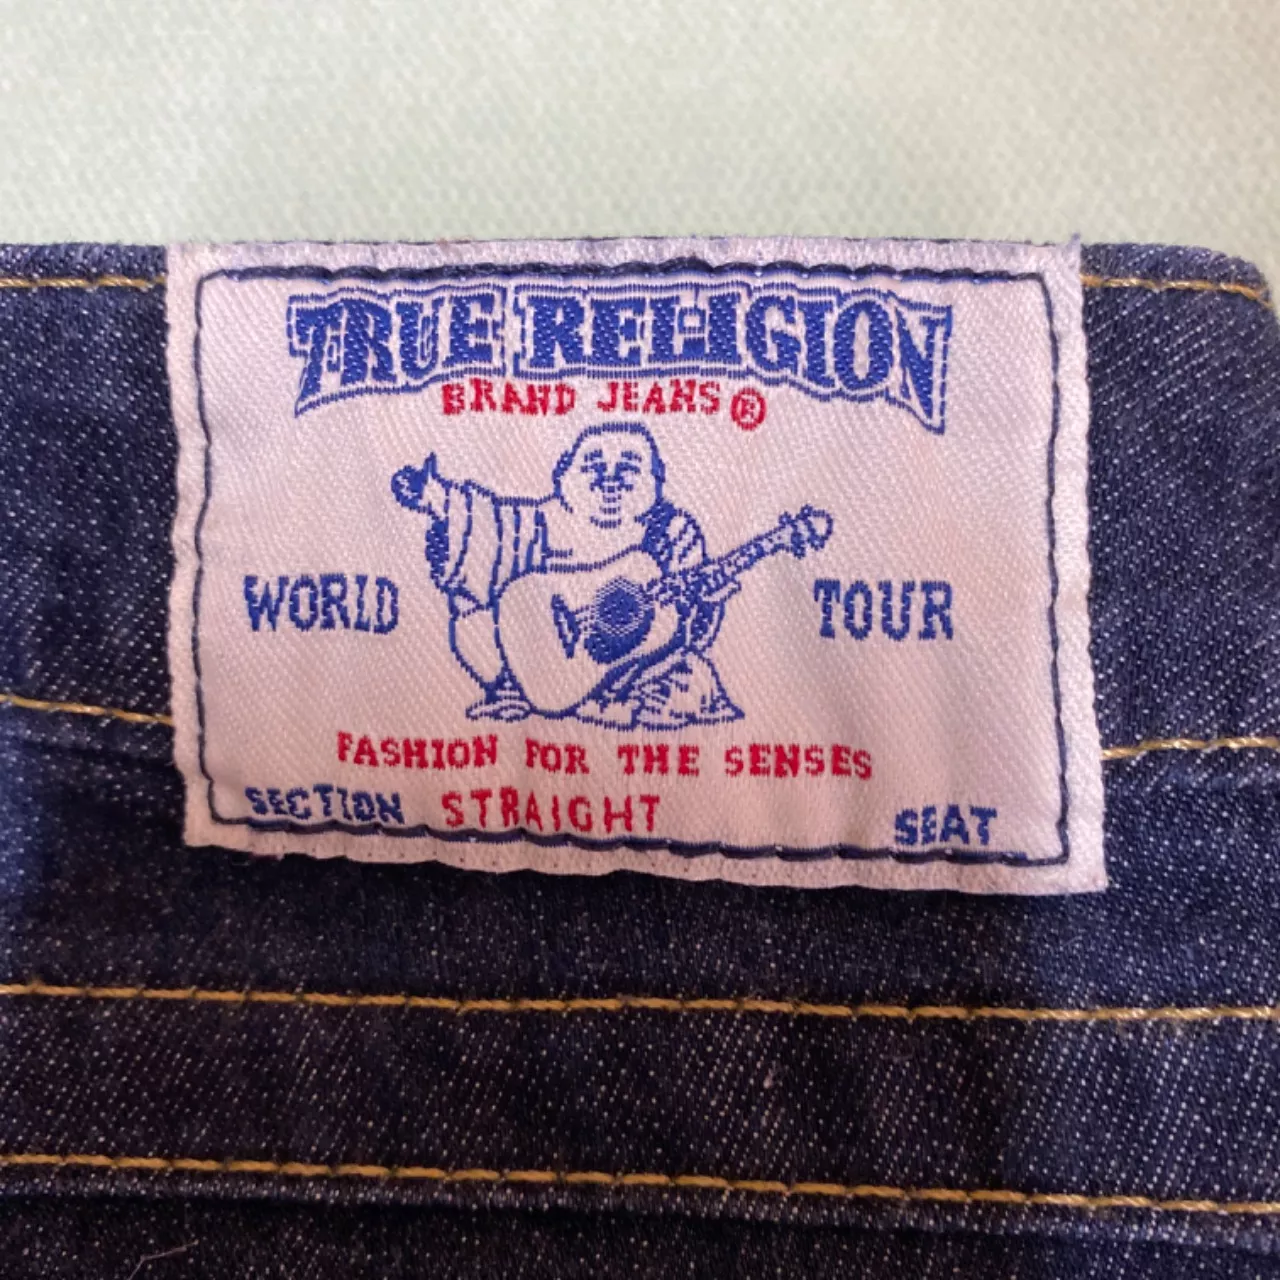 TRUE RELIGION
BRAND JEANS ®
WORLD TOUR
FASHION FOR THE SENSES
SECTION STRAIGHT SEAT